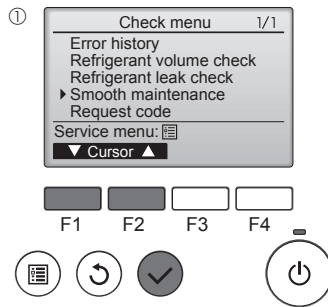 ①
Check menu 1/1
Error history
Refrigerant volume check
Refrigerant leak check
Smooth maintenance
Request code
Service menu:
▼ Cursor ▲
F1 F2 F3 F4